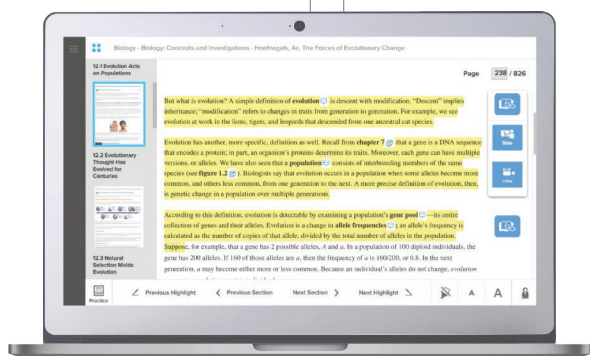 Biology - Biology: Concepts and Investigations - Hoefnagels, 4e, The Forces of Evolutionary Change
12.1 Evolution Acts
on Populations
Page 238 / 826
But what is evolution? A simple definition of evolution is descent with modification. "Descent" implies
inheritance; "modification" refers to changes in traits from generation to generation. For example, we see
evolution at work in the lions, tigers, and leopards that descended from one ancestral cat species.
Slide
12.2 Evolutionary
Thought Has
Evolved for
Centuries
Evolution has another, more specific, definition as well. Recall from chapter 7 that a gene is a DNA sequence
that encodes a protein; in part, an organism's proteins determine its traits. Moreover, each gene can have multiple
versions, or alleles. We have also seen that a population consists of interbreeding members of the same
species (see figure 1.2). Biologists say that evolution occurs in a population when some alleles become more
common, and others less common, from one generation to the next. A more precise definition of evolution, then,
is genetic change in a population over multiple generations.
According to this definition, evolution is detectable by examining a population's gene pool—its entire
collection of genes and their alleles. Evolution is a change in allele frequencies; an allele's frequency is
calculated as the number of copies of that allele, divided by the total number of alleles in the population.
Suppose, for example, that a gene has 2 possible alleles, A and a. In a population of 100 diploid individuals, the
gene has 200 alleles. If 160 of those alleles are a, then the frequency of a is 160/200, or 0.8. In the next
generation, a may become either more or less common. Because an individual's alleles do not change, evolution
12.3 Natural
Selection Molds
Evolution
Practice
Previous Highlight
Previous Section
Next Section
Next Highlight
A
A